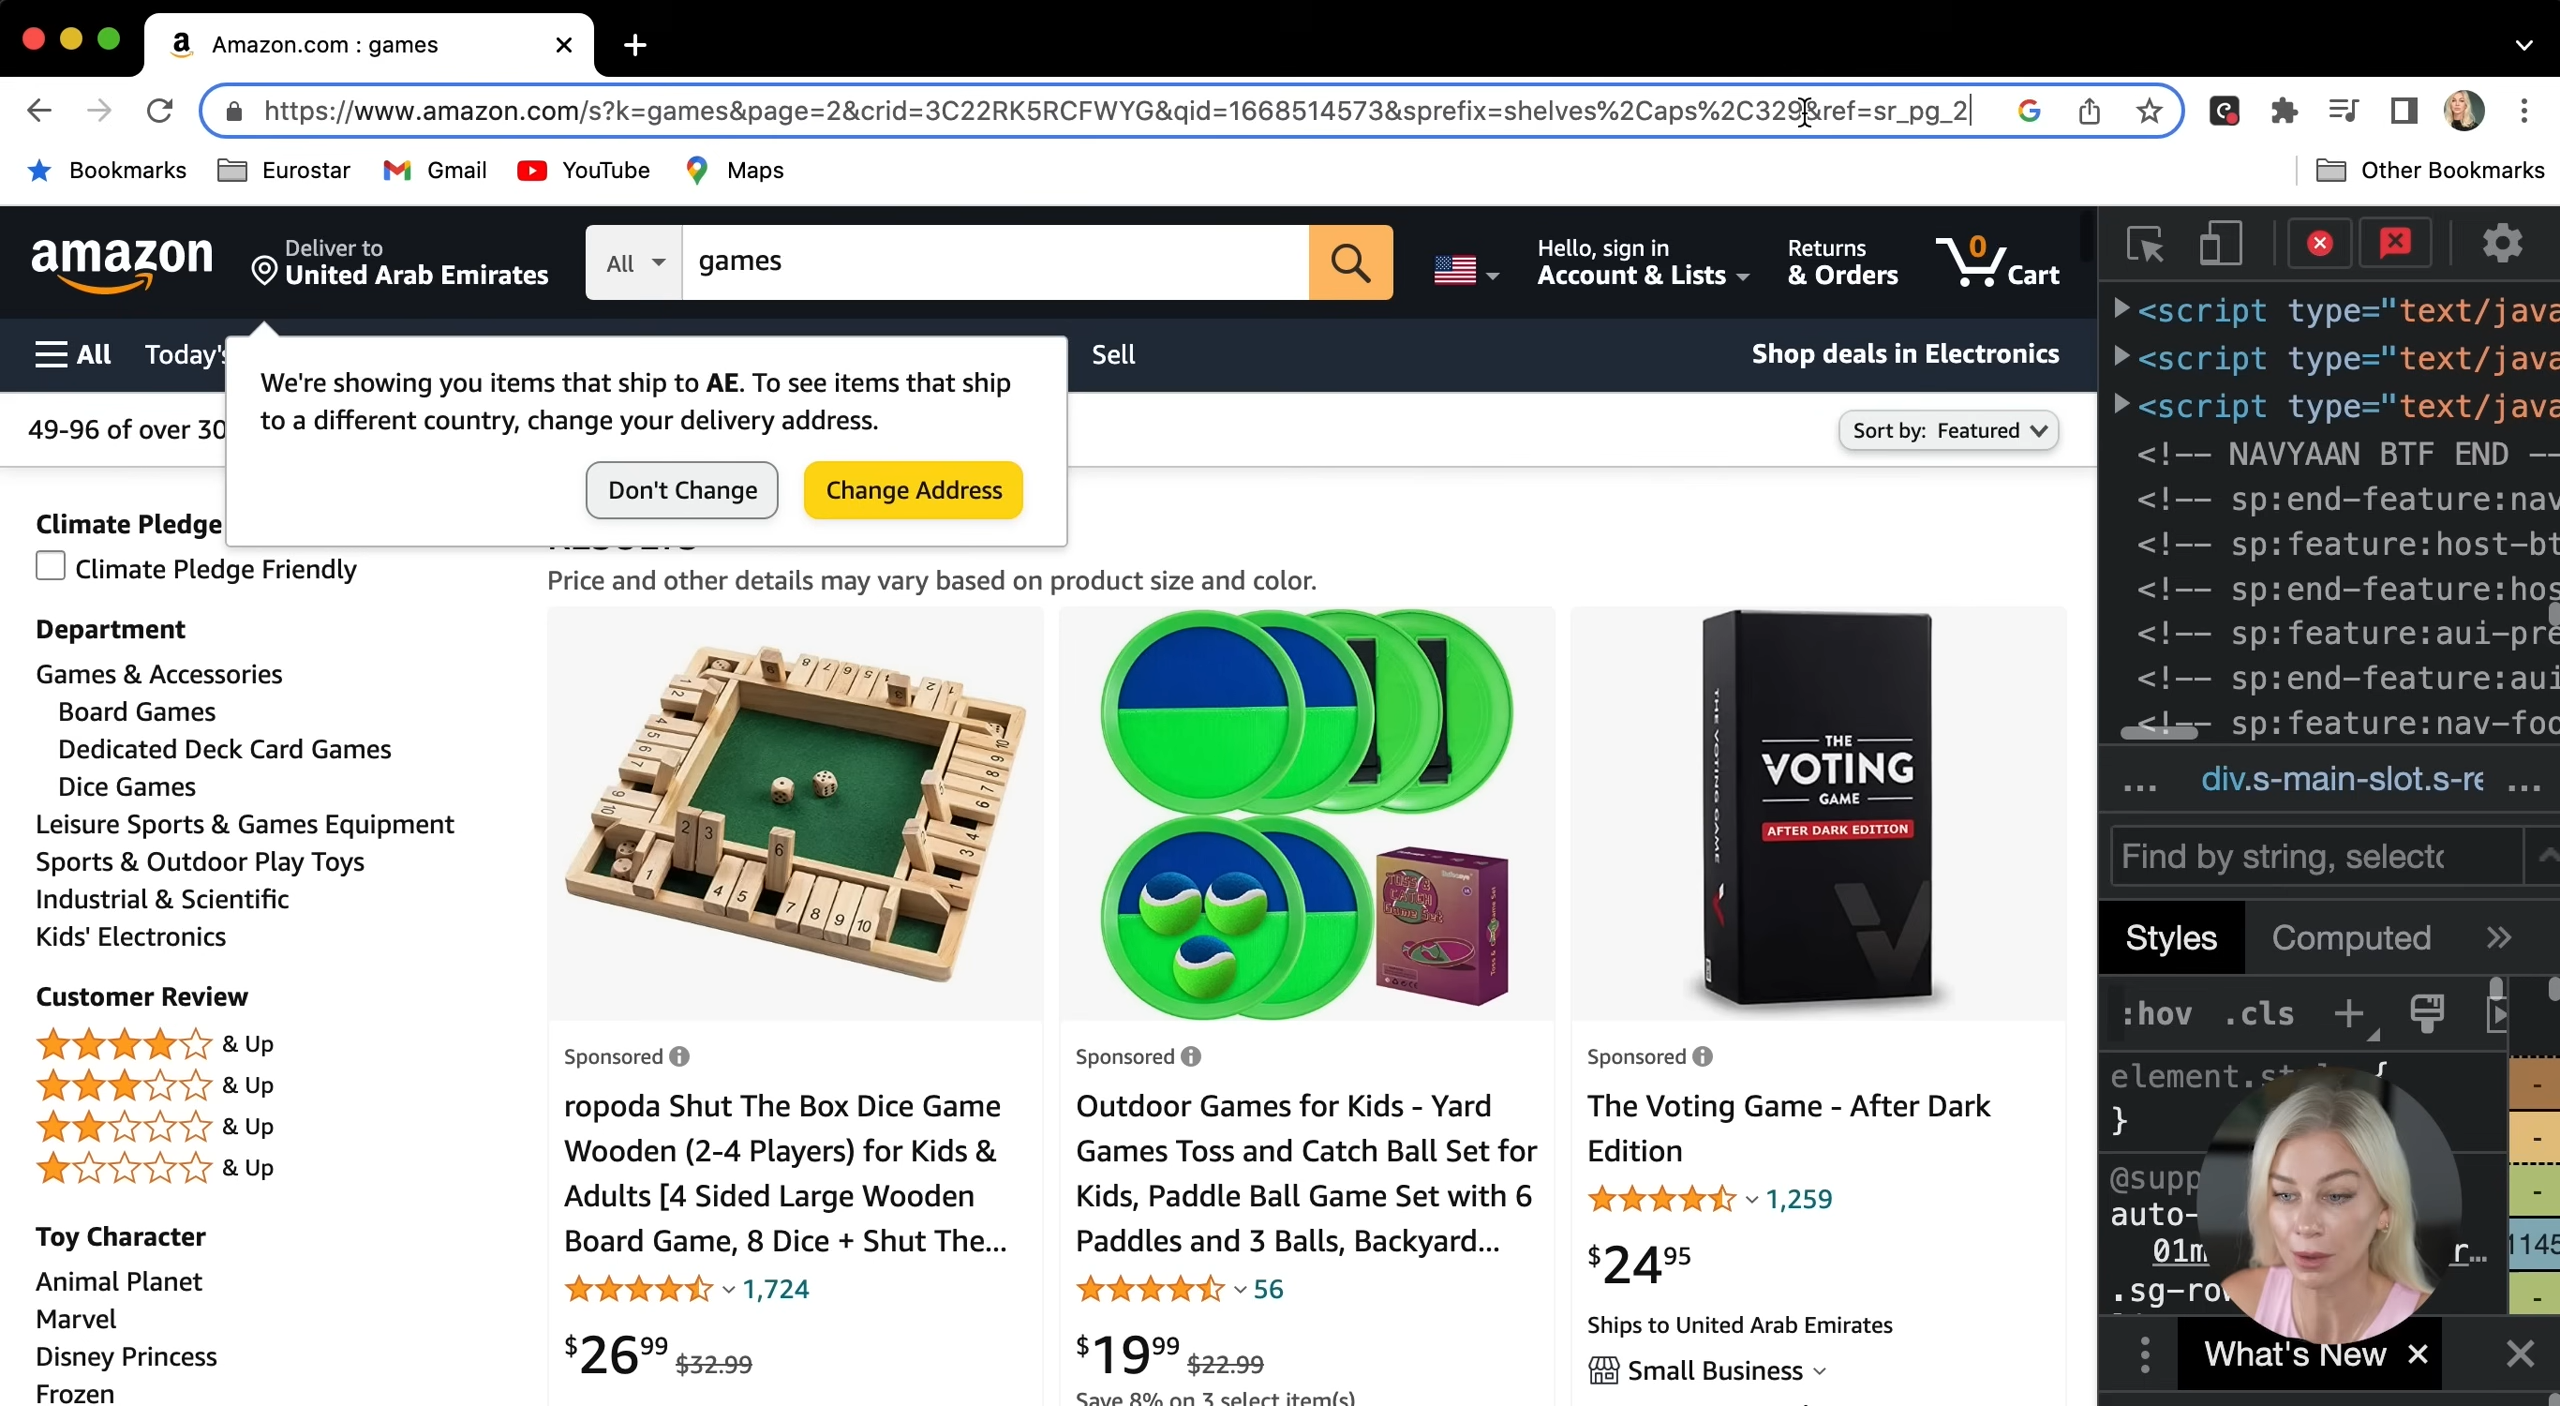 Amazon.com : games
https://www.amazon.com/s?k=games&page=2&crid=3C22RK5RCFWYG&qid=1668514573&sprefix=shelves%2Caps%2C329&ref=sr_pg_2
Bookmarks Eurostar Gmail YouTube Maps Other Bookmarks
amazon
Deliver to
United Arab Emirates
All games
Hello, sign in
Account & Lists
Returns
& Orders
0
Cart
All Today's Sell Shop deals in Electronics
We're showing you items that ship to AE. To see items that ship
to a different country, change your delivery address.
Don't Change Change Address
49-96 of over 30
Sort by: Featured
Climate Pledge
Climate Pledge Friendly
Department
Games & Accessories
Board Games
Dedicated Deck Card Games
Dice Games
Leisure Sports & Games Equipment
Sports & Outdoor Play Toys
Industrial & Scientific
Kids' Electronics
Customer Review
& Up
& Up
& Up
& Up
Toy Character
Animal Planet
Marvel
Disney Princess
Frozen
Price and other details may vary based on product size and color.
THE
VOTING
GAME
AFTER DARK EDITION
THE VOTING GAME
Sponsored
ropoda Shut The Box Dice Game
Wooden (2-4 Players) for Kids &
Adults [4 Sided Large Wooden
Board Game, 8 Dice + Shut The...
1,724
$26.99 $32.99
Sponsored
Outdoor Games for Kids - Yard
Games Toss and Catch Ball Set for
Kids, Paddle Ball Game Set with 6
Paddles and 3 Balls, Backyard...
56
$19.99 $22.99
Save 8% on 3 select item(s)
Sponsored
The Voting Game - After Dark
Edition
1,259
$24.95
Ships to United Arab Emirates
Small Business
<script type="text/java
<script type="text/java
<script type="text/java
<!-- NAVYAAN BTF END --
<!-- sp:end-feature:nav
<!-- sp:feature:host-bt
<!-- sp:end-feature:hos
<!-- sp:feature:aui-pre
<!-- sp:end-feature:aui
<!-- sp:feature:nav-foo
... div.s-main-slot.s-re ...
Find by string, selecto
Styles Computed
:hov .cls
element.st {
}
@supp
auto-
01m r...
.sg-row
1145
What's New